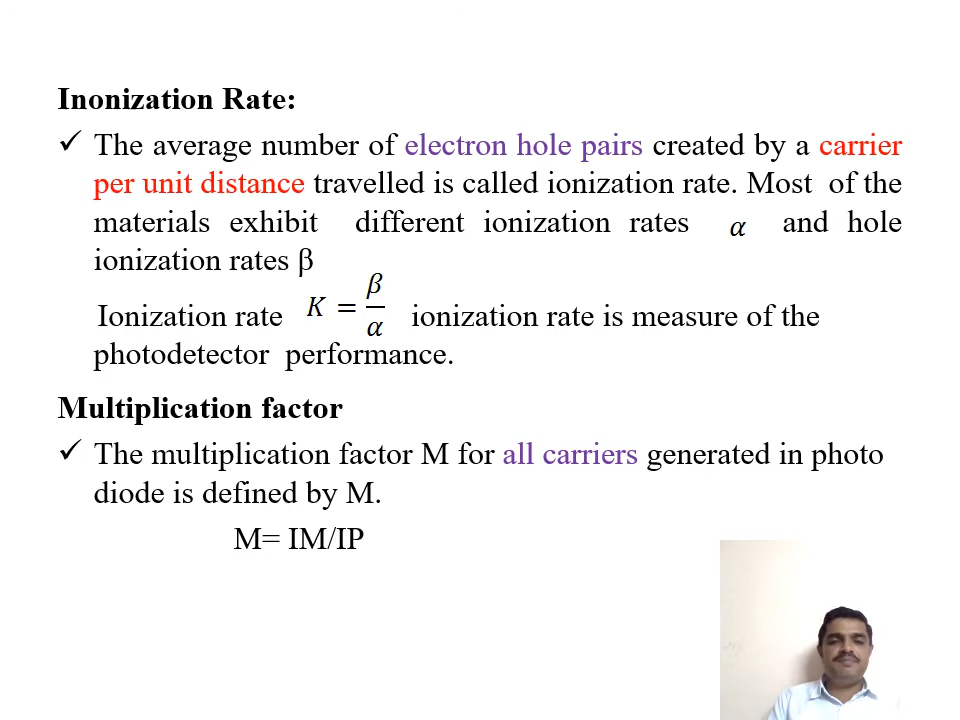 Inonization Rate:
✓ The average number of electron hole pairs created by a carrier
per unit distance travelled is called ionization rate. Most of the
materials exhibit different ionization rates α and hole
ionization rates β
Ionization rate K = β/α ionization rate is measure of the
photodetector performance.
Multiplication factor
✓ The multiplication factor M for all carriers generated in photo
diode is defined by M.
M= IM/IP